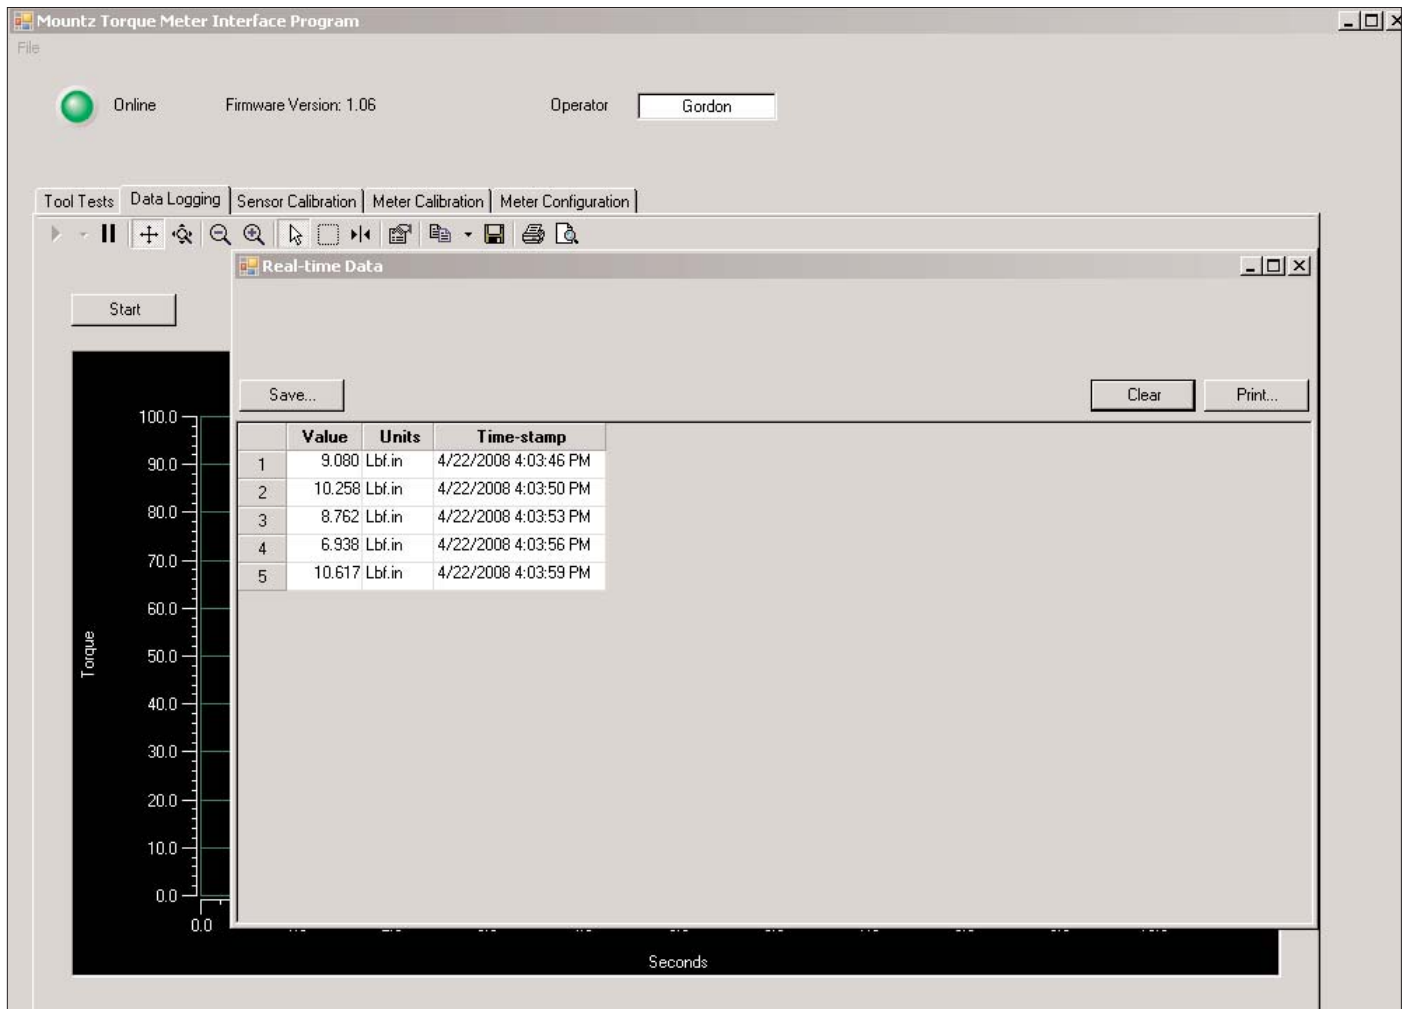 Mountz Torque Meter Interface Program
File
Online Firmware Version: 1.06 Operator Gordon
Tool Tests Data Logging Sensor Calibration Meter Calibration Meter Configuration
Real-time Data
Start
Save... Clear Print...
Value Units Time-stamp
1 9.080 Lbf.in 4/22/2008 4:03:46 PM
2 10.258 Lbf.in 4/22/2008 4:03:50 PM
3 8.762 Lbf.in 4/22/2008 4:03:53 PM
4 6.938 Lbf.in 4/22/2008 4:03:56 PM
5 10.617 Lbf.in 4/22/2008 4:03:59 PM
100.0
90.0
80.0
70.0
60.0
50.0
40.0
30.0
20.0
10.0
0.0
Torque
0.0
Seconds